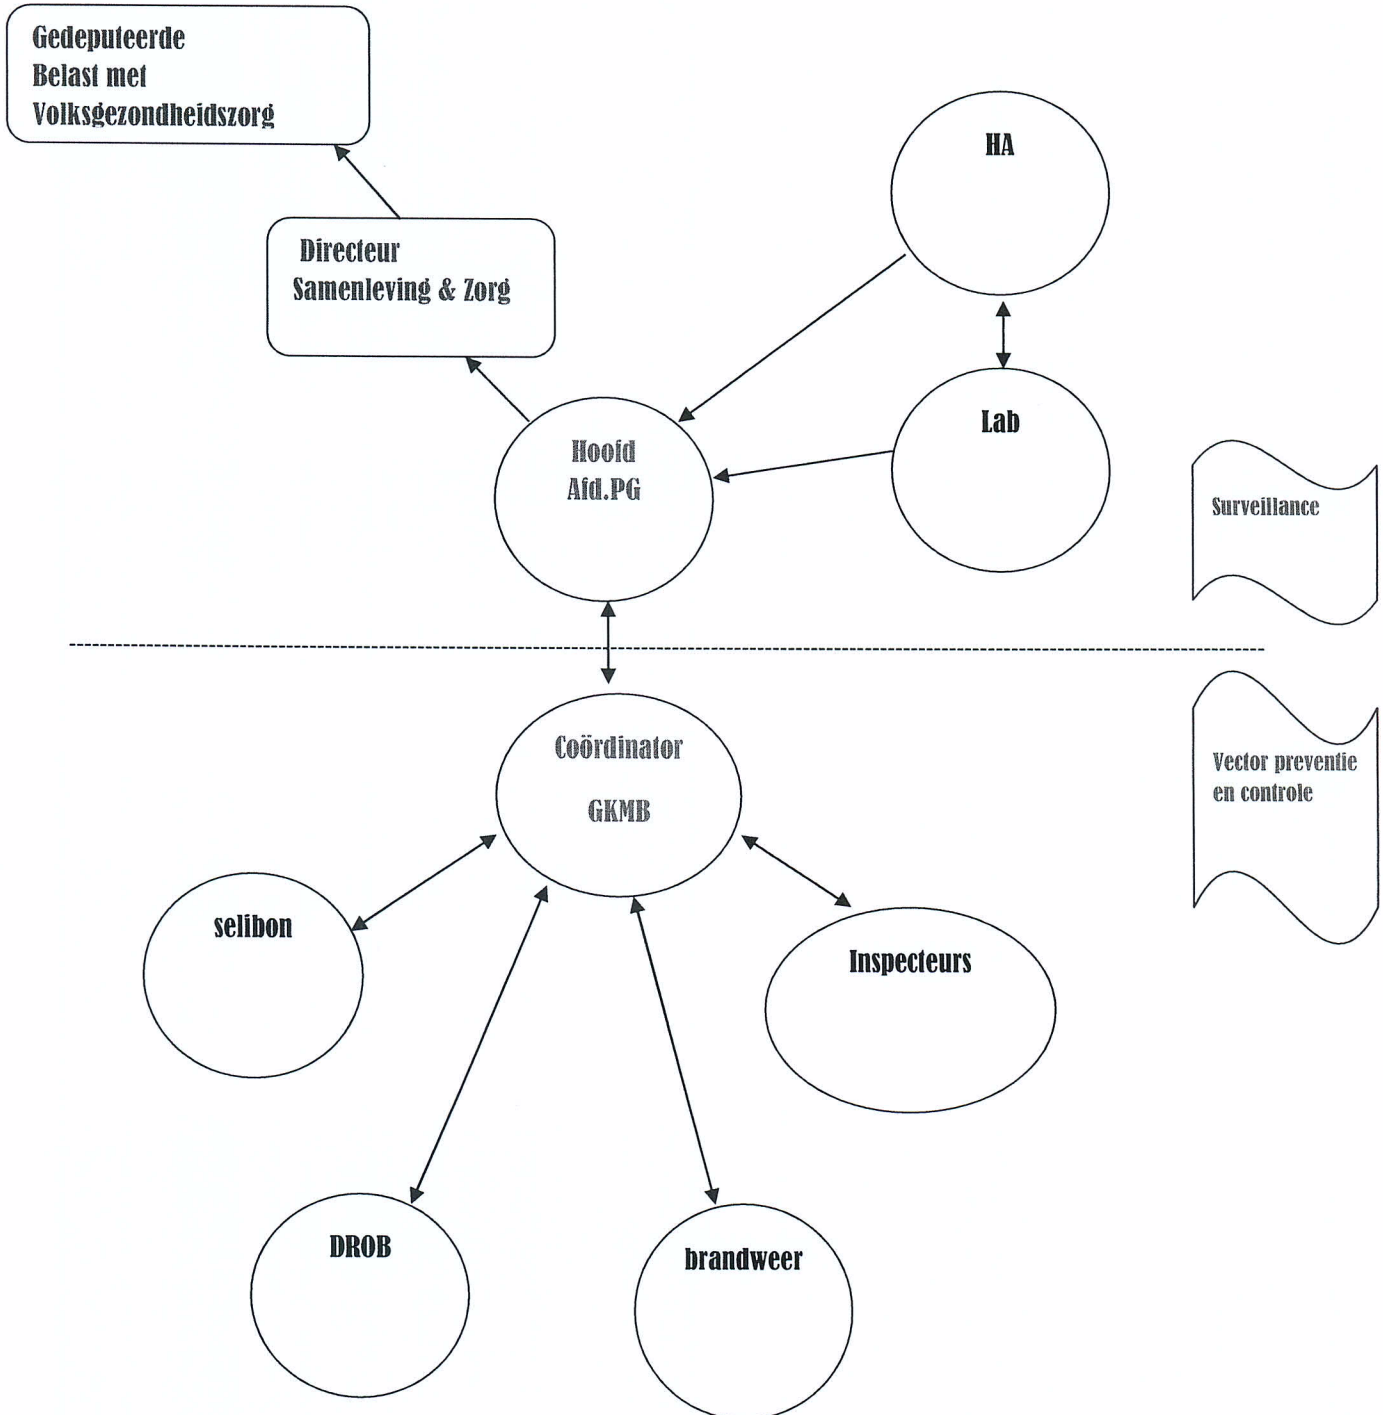 Gedeputeerde
Belast met
Volksgezondheidszorg
HA
Directeur
Samenleving & Zorg
Lab
Hoofd
Afd.PG
Surveillance
Coördinator
GKMB
Vector preventie
en controle
selibon
Inspecteurs
DROB
brandweer